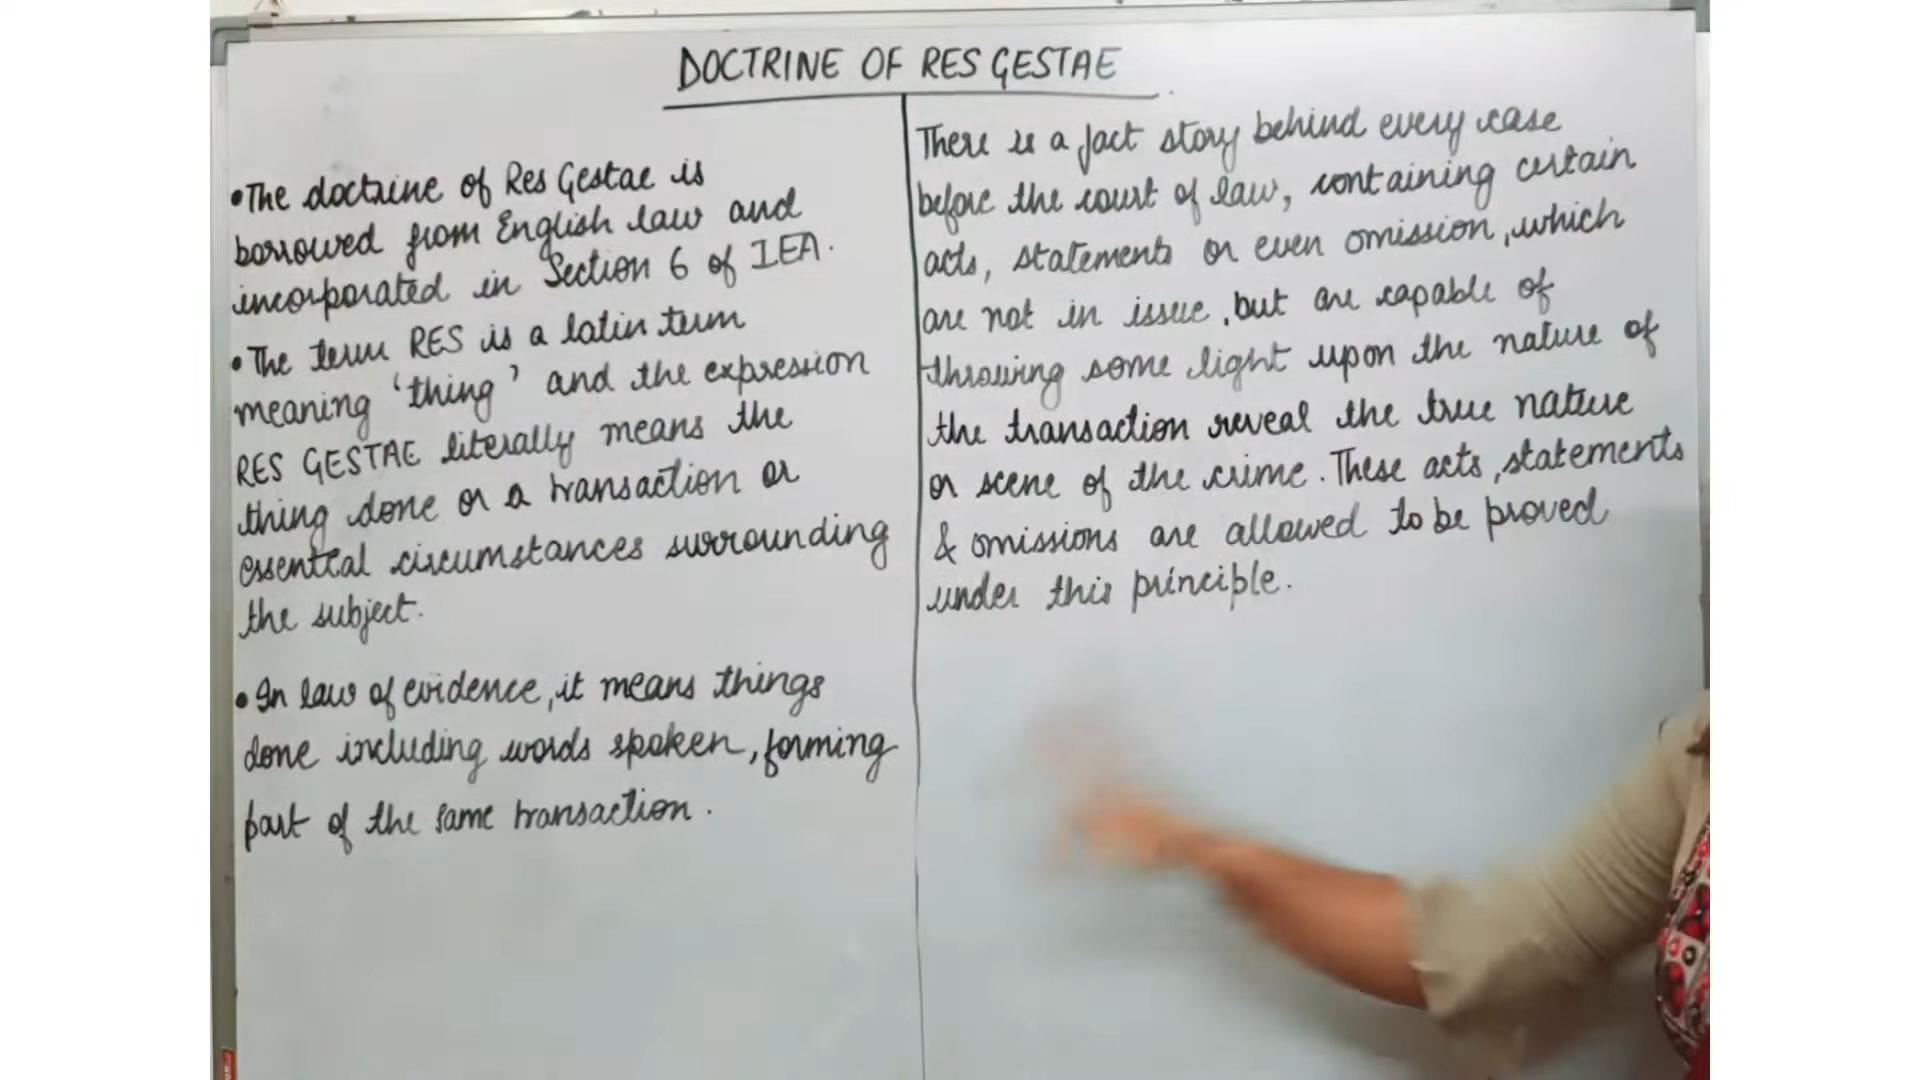 DOCTRINE OF RES GESTAE
• The doctrine of Res Gestae is
borrowed from English law and
incorporated in Section 6 of IEA.
• The term RES is a latin term
meaning 'thing' and the expression
RES GESTAE literally means the
thing done or a transaction or
essential circumstances surrounding
the subject.
• In law of evidence, it means things
done including words spoken, forming
part of the same transaction.
There is a fact story behind every case
before the court of law, containing certain
acts, statements or even omission, which
are not in issue, but are capable of
throwing some light upon the nature of
the transaction reveal the true nature
or scene of the crime. These acts, statements
& omissions are allowed to be proved
under this principle.